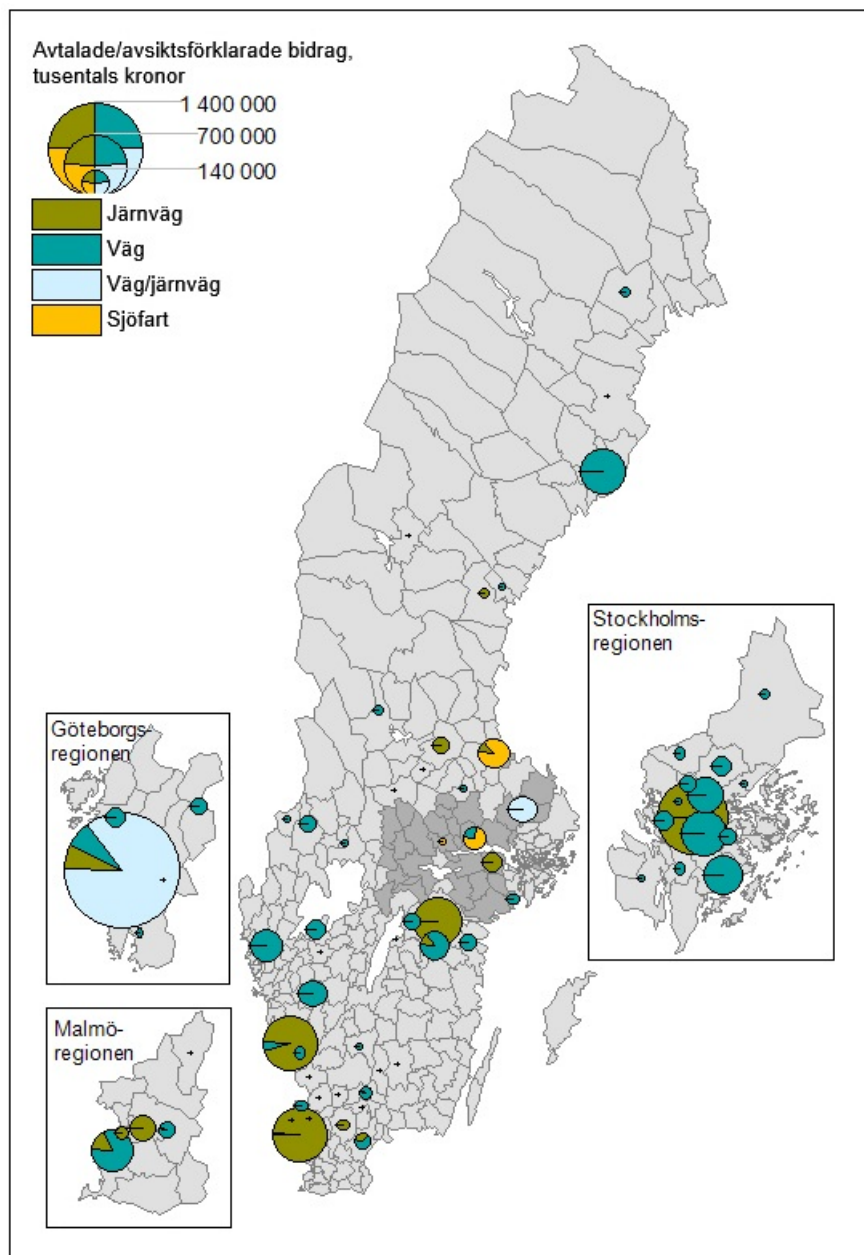 Avtalade/avsiktsförklarade bidrag,
tusentals kronor
1 400 000
700 000
140 000
Järnväg
Väg
Väg/järnväg
Sjöfart
Stockholms-
regionen
Göteborgs-
regionen
Malmö-
regionen